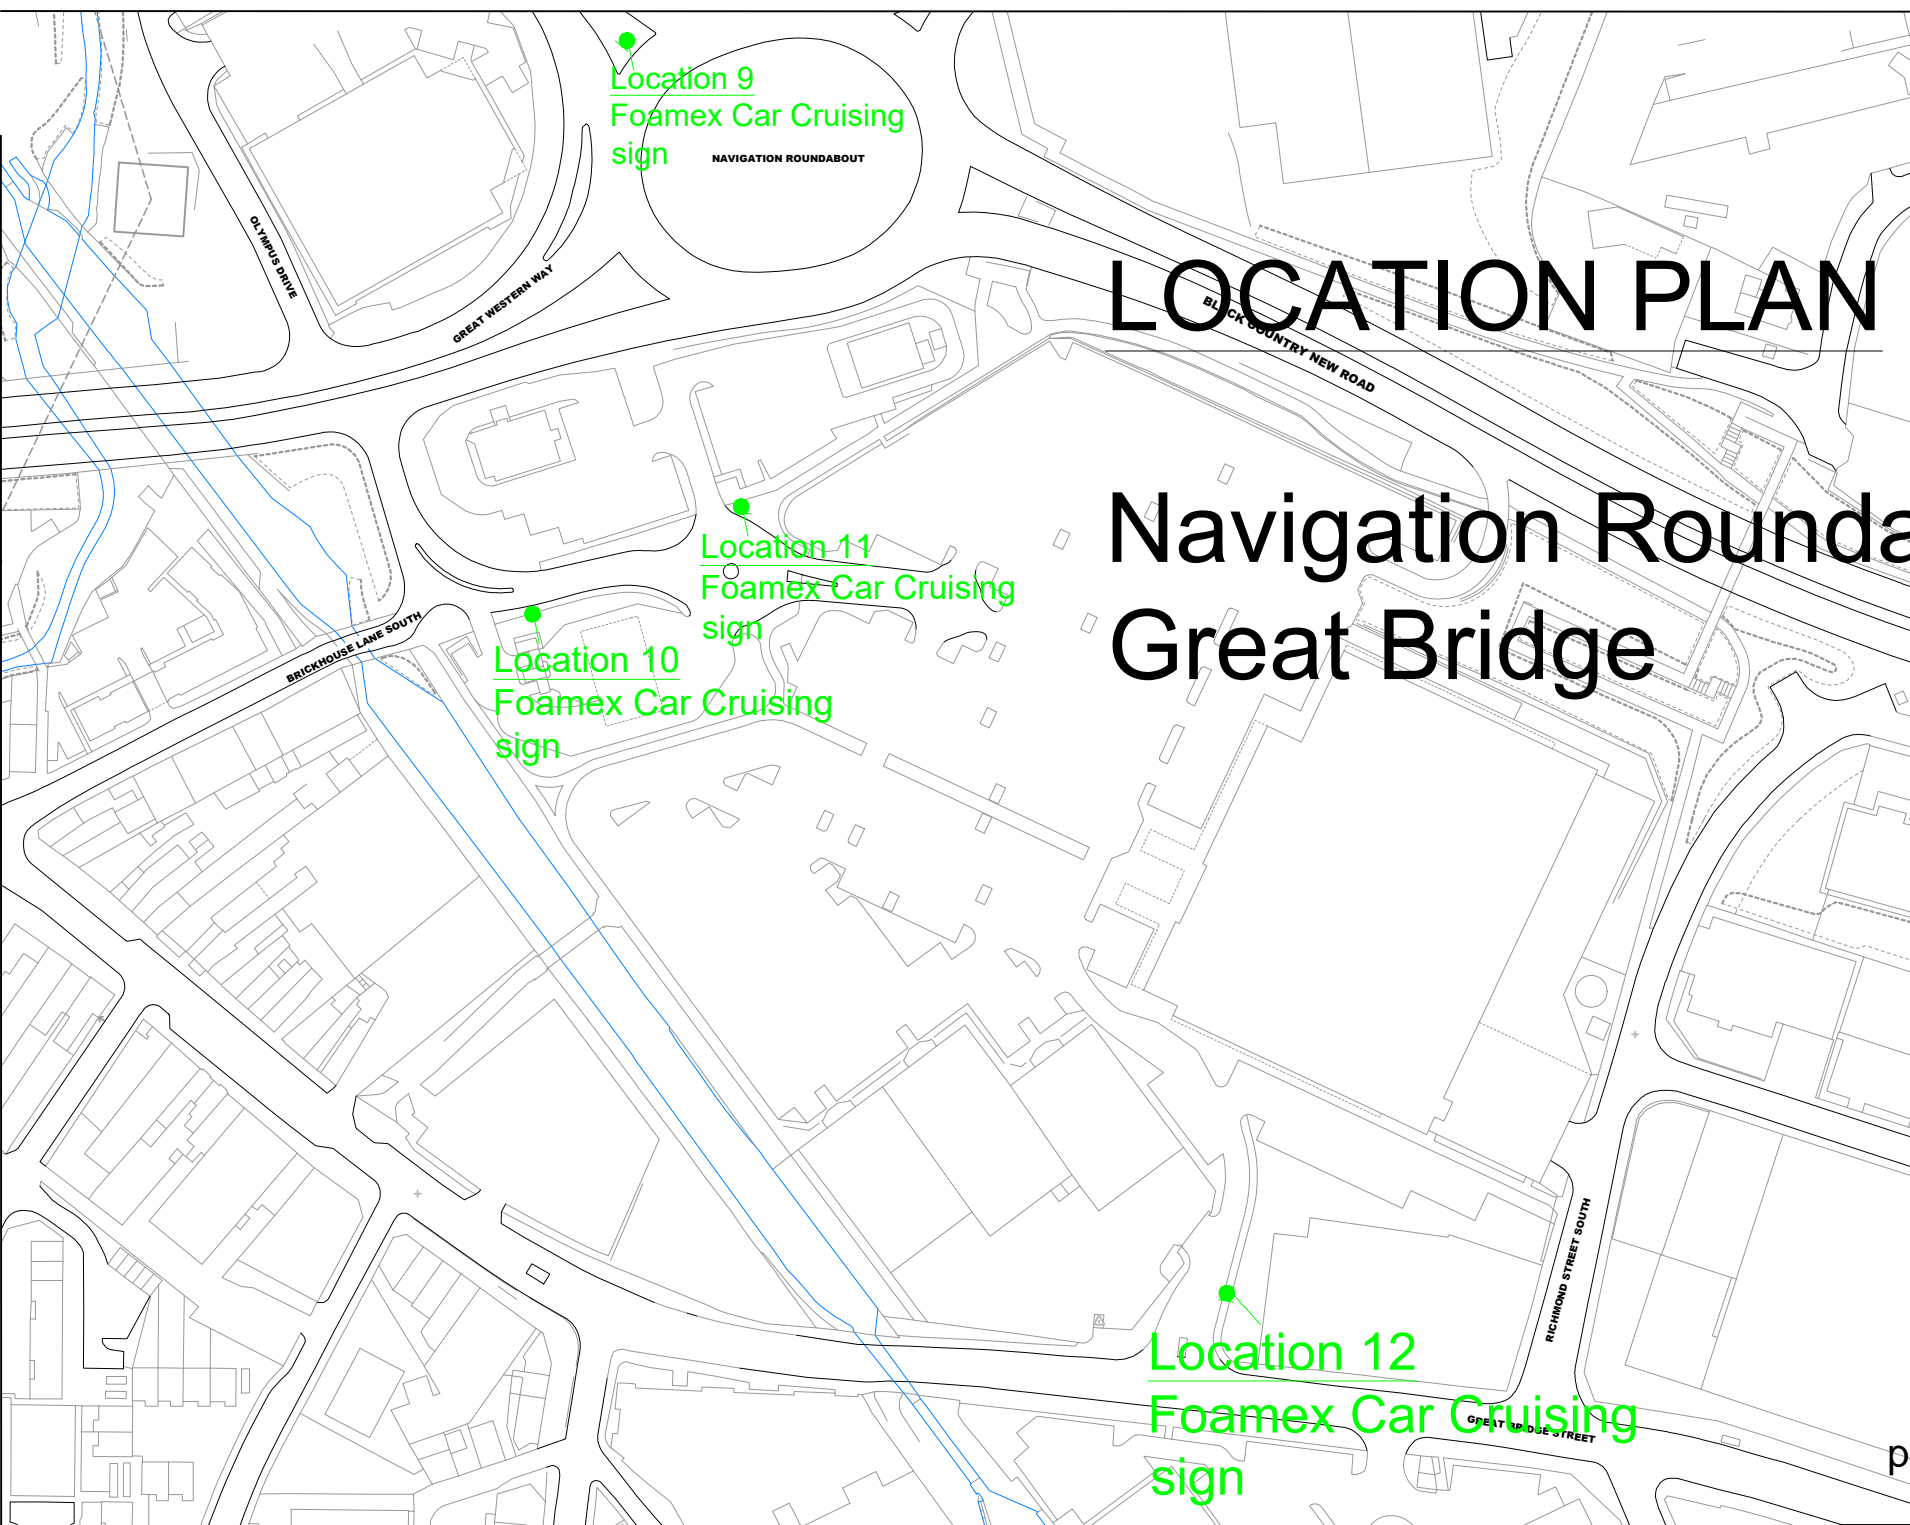 Location 9
Foamex Car Cruising
sign
NAVIGATION ROUNDABOUT
OLYMPUS DRIVE
GREAT WESTERN WAY
LOCATION PLAN
BLACK COUNTRY NEW ROAD
Navigation Rounda
Great Bridge
Location 11
Foamex Car Cruising
sign
BRICKHOUSE LANE SOUTH
Location 10
Foamex Car Cruising
sign
RICHMOND STREET SOUTH
Location 12
Foamex Car Cruising
sign
GREAT BRIDGE STREET
p